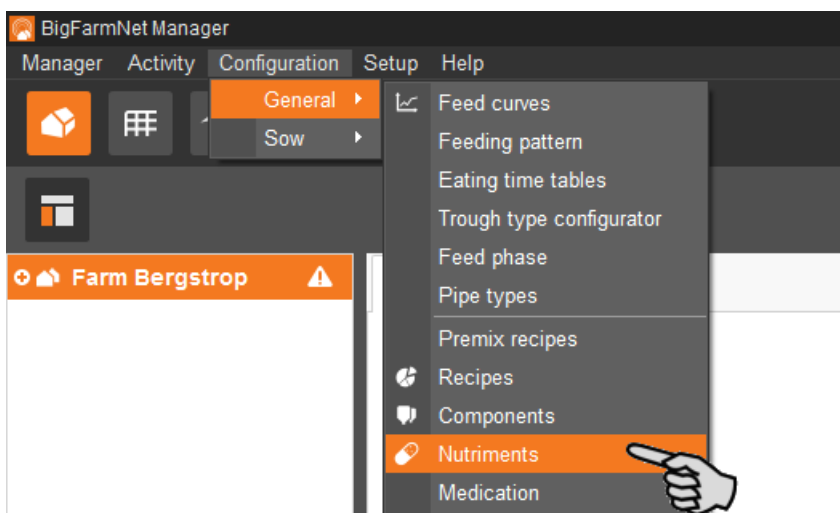 BigFarmNet Manager
Manager Activity Configuration Setup Help
General
Sow
Feed curves
Feeding pattern
Eating time tables
Trough type configurator
Feed phase
Pipe types
Premix recipes
Recipes
Components
Nutriments
Medication
Farm Bergstrop